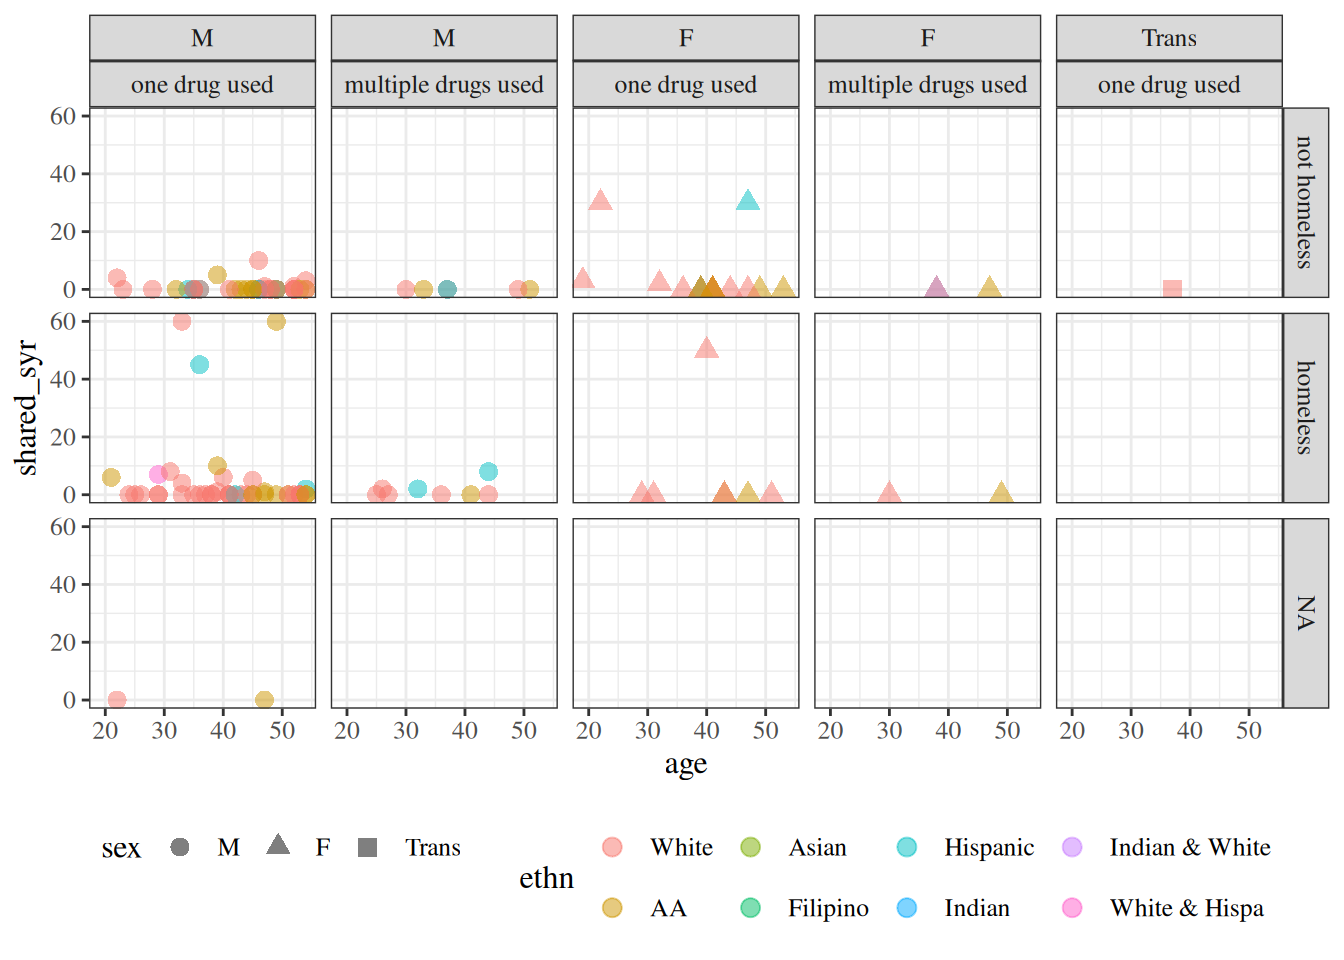 M M F F Trans
one drug used multiple drugs used one drug used multiple drugs used one drug used
60
40
20
0
not homeless
60
40
20
0
homeless
60
40
20
0
NA
shared_syr
20 30 40 50 20 30 40 50 20 30 40 50 20 30 40 50 20 30 40 50
age
sex M F Trans
ethn
White Asian Hispanic Indian & White
AA Filipino Indian White & Hispa